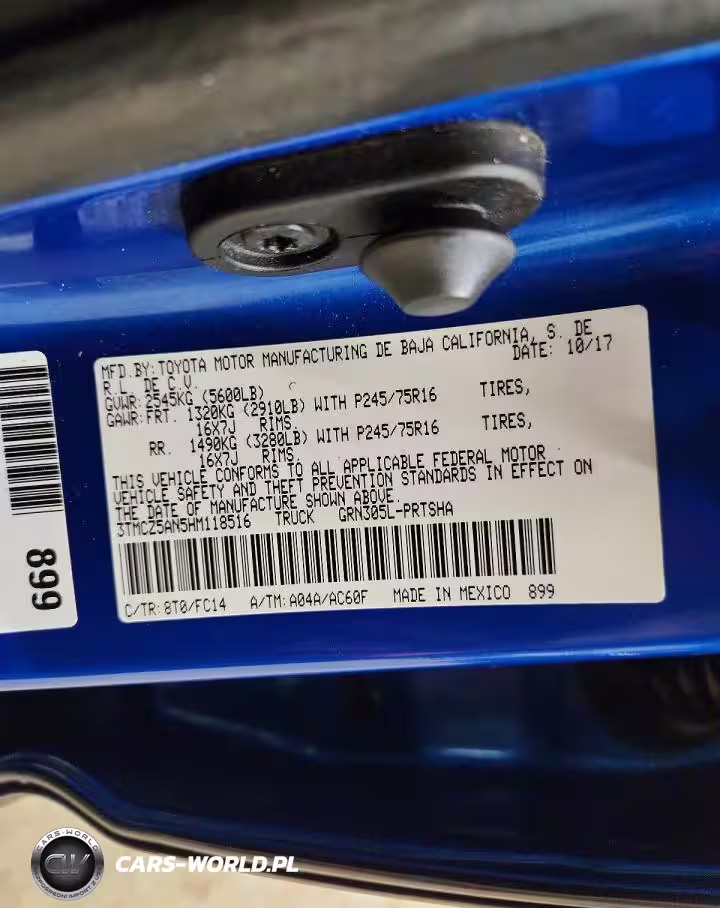 MFD.BY:TOYOTA MOTOR MANUFACTURING DE BAJA CALIFORNIA, S. DE
R.L. DE C.V. DATE: 10/17
GVWR:2545KG (5600LB)
GAWR:FRT. 1320KG (2910LB) WITH P245/75R16 TIRES,
16X7J RIMS.
RR. 1490KG (3280LB) WITH P245/75R16 TIRES,
16X7J RIMS.
THIS VEHICLE CONFORMS TO ALL APPLICABLE FEDERAL MOTOR
VEHICLE SAFETY AND THEFT PREVENTION STANDARDS IN EFFECT ON
THE DATE OF MANUFACTURE SHOWN ABOVE.
3TMCZ5AN5HM118516 TRUCK GRN305L-PRTSHA
C/TR:8T0/FC14 A/TM:A04A/AC60F MADE IN MEXICO 899
899
CARS-WORLD
CW
CARS-WORLD.PL